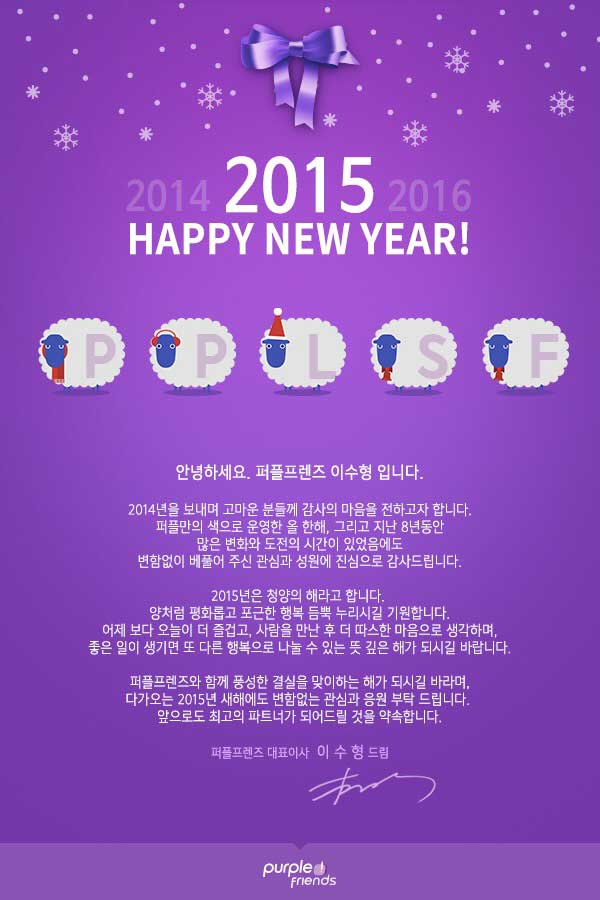 2014 2015 2016
HAPPY NEW YEAR!
P P L S F
안녕하세요. 퍼플프렌즈 이수형 입니다.
2014년을 보내며 고마운 분들께 감사의 마음을 전하고자 합니다.
퍼플만의 색으로 운영한 올 한해, 그리고 지난 8년동안
많은 변화와 도전의 시간이 있었음에도
변함없이 베풀어 주신 관심과 성원에 진심으로 감사드립니다.
2015년은 청양의 해라고 합니다.
양처럼 평화롭고 포근한 행복 듬뿍 누리시길 기원합니다.
어제 보다 오늘이 더 즐겁고, 사람을 만난 후 더 따스한 마음으로 생각하며,
좋은 일이 생기면 또 다른 행복으로 나눌 수 있는 뜻 깊은 해가 되시길 바랍니다.
퍼플프렌즈와 함께 풍성한 결실을 맞이하는 해가 되시길 바라며,
다가오는 2015년 새해에도 변함없는 관심과 응원 부탁 드립니다.
앞으로도 최고의 파트너가 되어드릴 것을 약속합니다.
퍼플프렌즈 대표이사 이 수 형 드림
purple
friends